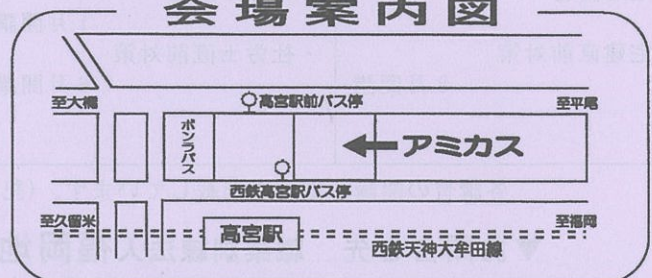 会場案内図
至大橋
高宮駅前バス停
至平尾
ボンラパス
アミカス
西鉄高宮駅バス停
至久留米
高宮駅
至福岡
西鉄天神大牟田線